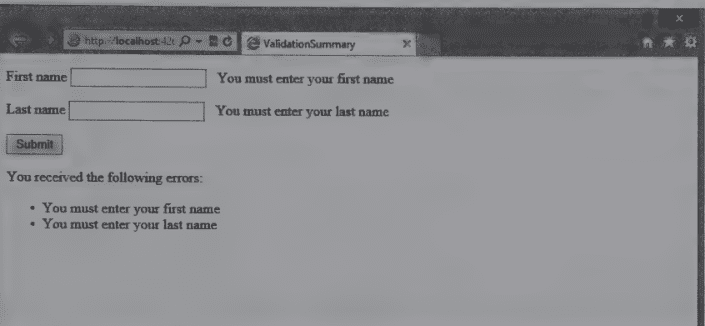 http://localhost:42 ValidationSummary
First name You must enter your first name
Last name You must enter your last name
Submit
You received the following errors:
• You must enter your first name
• You must enter your last name